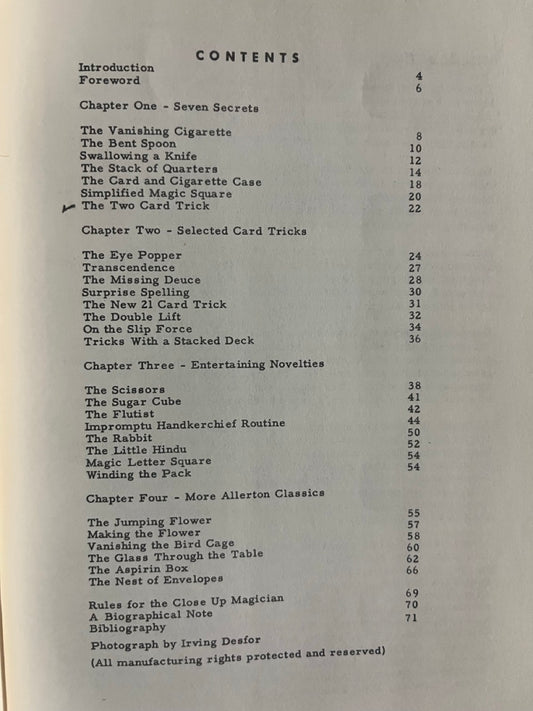 CONTENTS
Introduction 4
Foreword 6
Chapter One - Seven Secrets
The Vanishing Cigarette 8
The Bent Spoon 10
Swallowing a Knife 12
The Stack of Quarters 14
The Card and Cigarette Case 18
Simplified Magic Square 20
The Two Card Trick 22
Chapter Two - Selected Card Tricks
The Eye Popper 24
Transcendence 27
The Missing Deuce 28
Surprise Spelling 30
The New 21 Card Trick 31
The Double Lift 32
On the Slip Force 34
Tricks With a Stacked Deck 36
Chapter Three - Entertaining Novelties
The Scissors 38
The Sugar Cube 41
The Flutist 42
Impromptu Handkerchief Routine 44
The Rabbit 50
The Little Hindu 52
Magic Letter Square 54
Winding the Pack 54
Chapter Four - More Allerton Classics
The Jumping Flower 55
Making the Flower 57
Vanishing the Bird Cage 58
The Glass Through the Table 60
The Aspirin Box 62
The Nest of Envelopes 66
Rules for the Close Up Magician 69
A Biographical Note 70
Bibliography 71
Photograph by Irving Desfor
(All manufacturing rights protected and reserved)